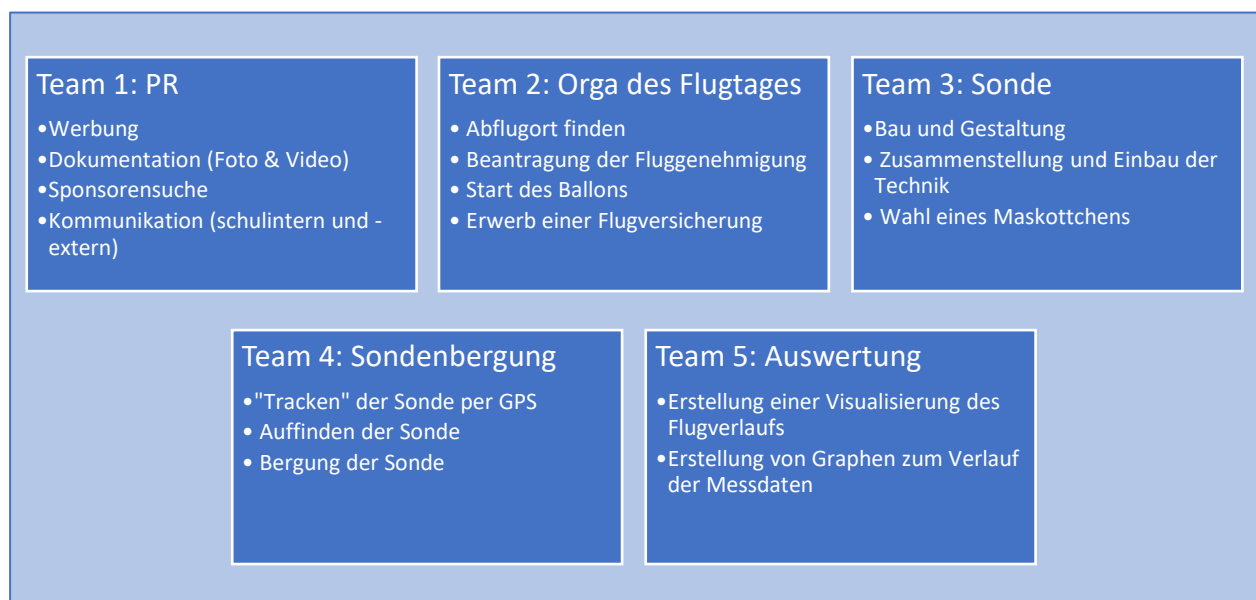 Team 1: PR
•Werbung
•Dokumentation (Foto & Video)
•Sponsorensuche
•Kommunikation (schulintern und -
extern)
Team 2: Orga des Flugtages
• Abflugort finden
• Beantragung der Fluggenehmigung
• Start des Ballons
• Erwerb einer Flugversicherung
Team 3: Sonde
•Bau und Gestaltung
• Zusammenstellung und Einbau der
Technik
• Wahl eines Maskottchens
Team 4: Sondenbergung
•"Tracken" der Sonde per GPS
• Auffinden der Sonde
• Bergung der Sonde
Team 5: Auswertung
•Erstellung einer Visualisierung des
Flugverlaufs
•Erstellung von Graphen zum Verlauf
der Messdaten